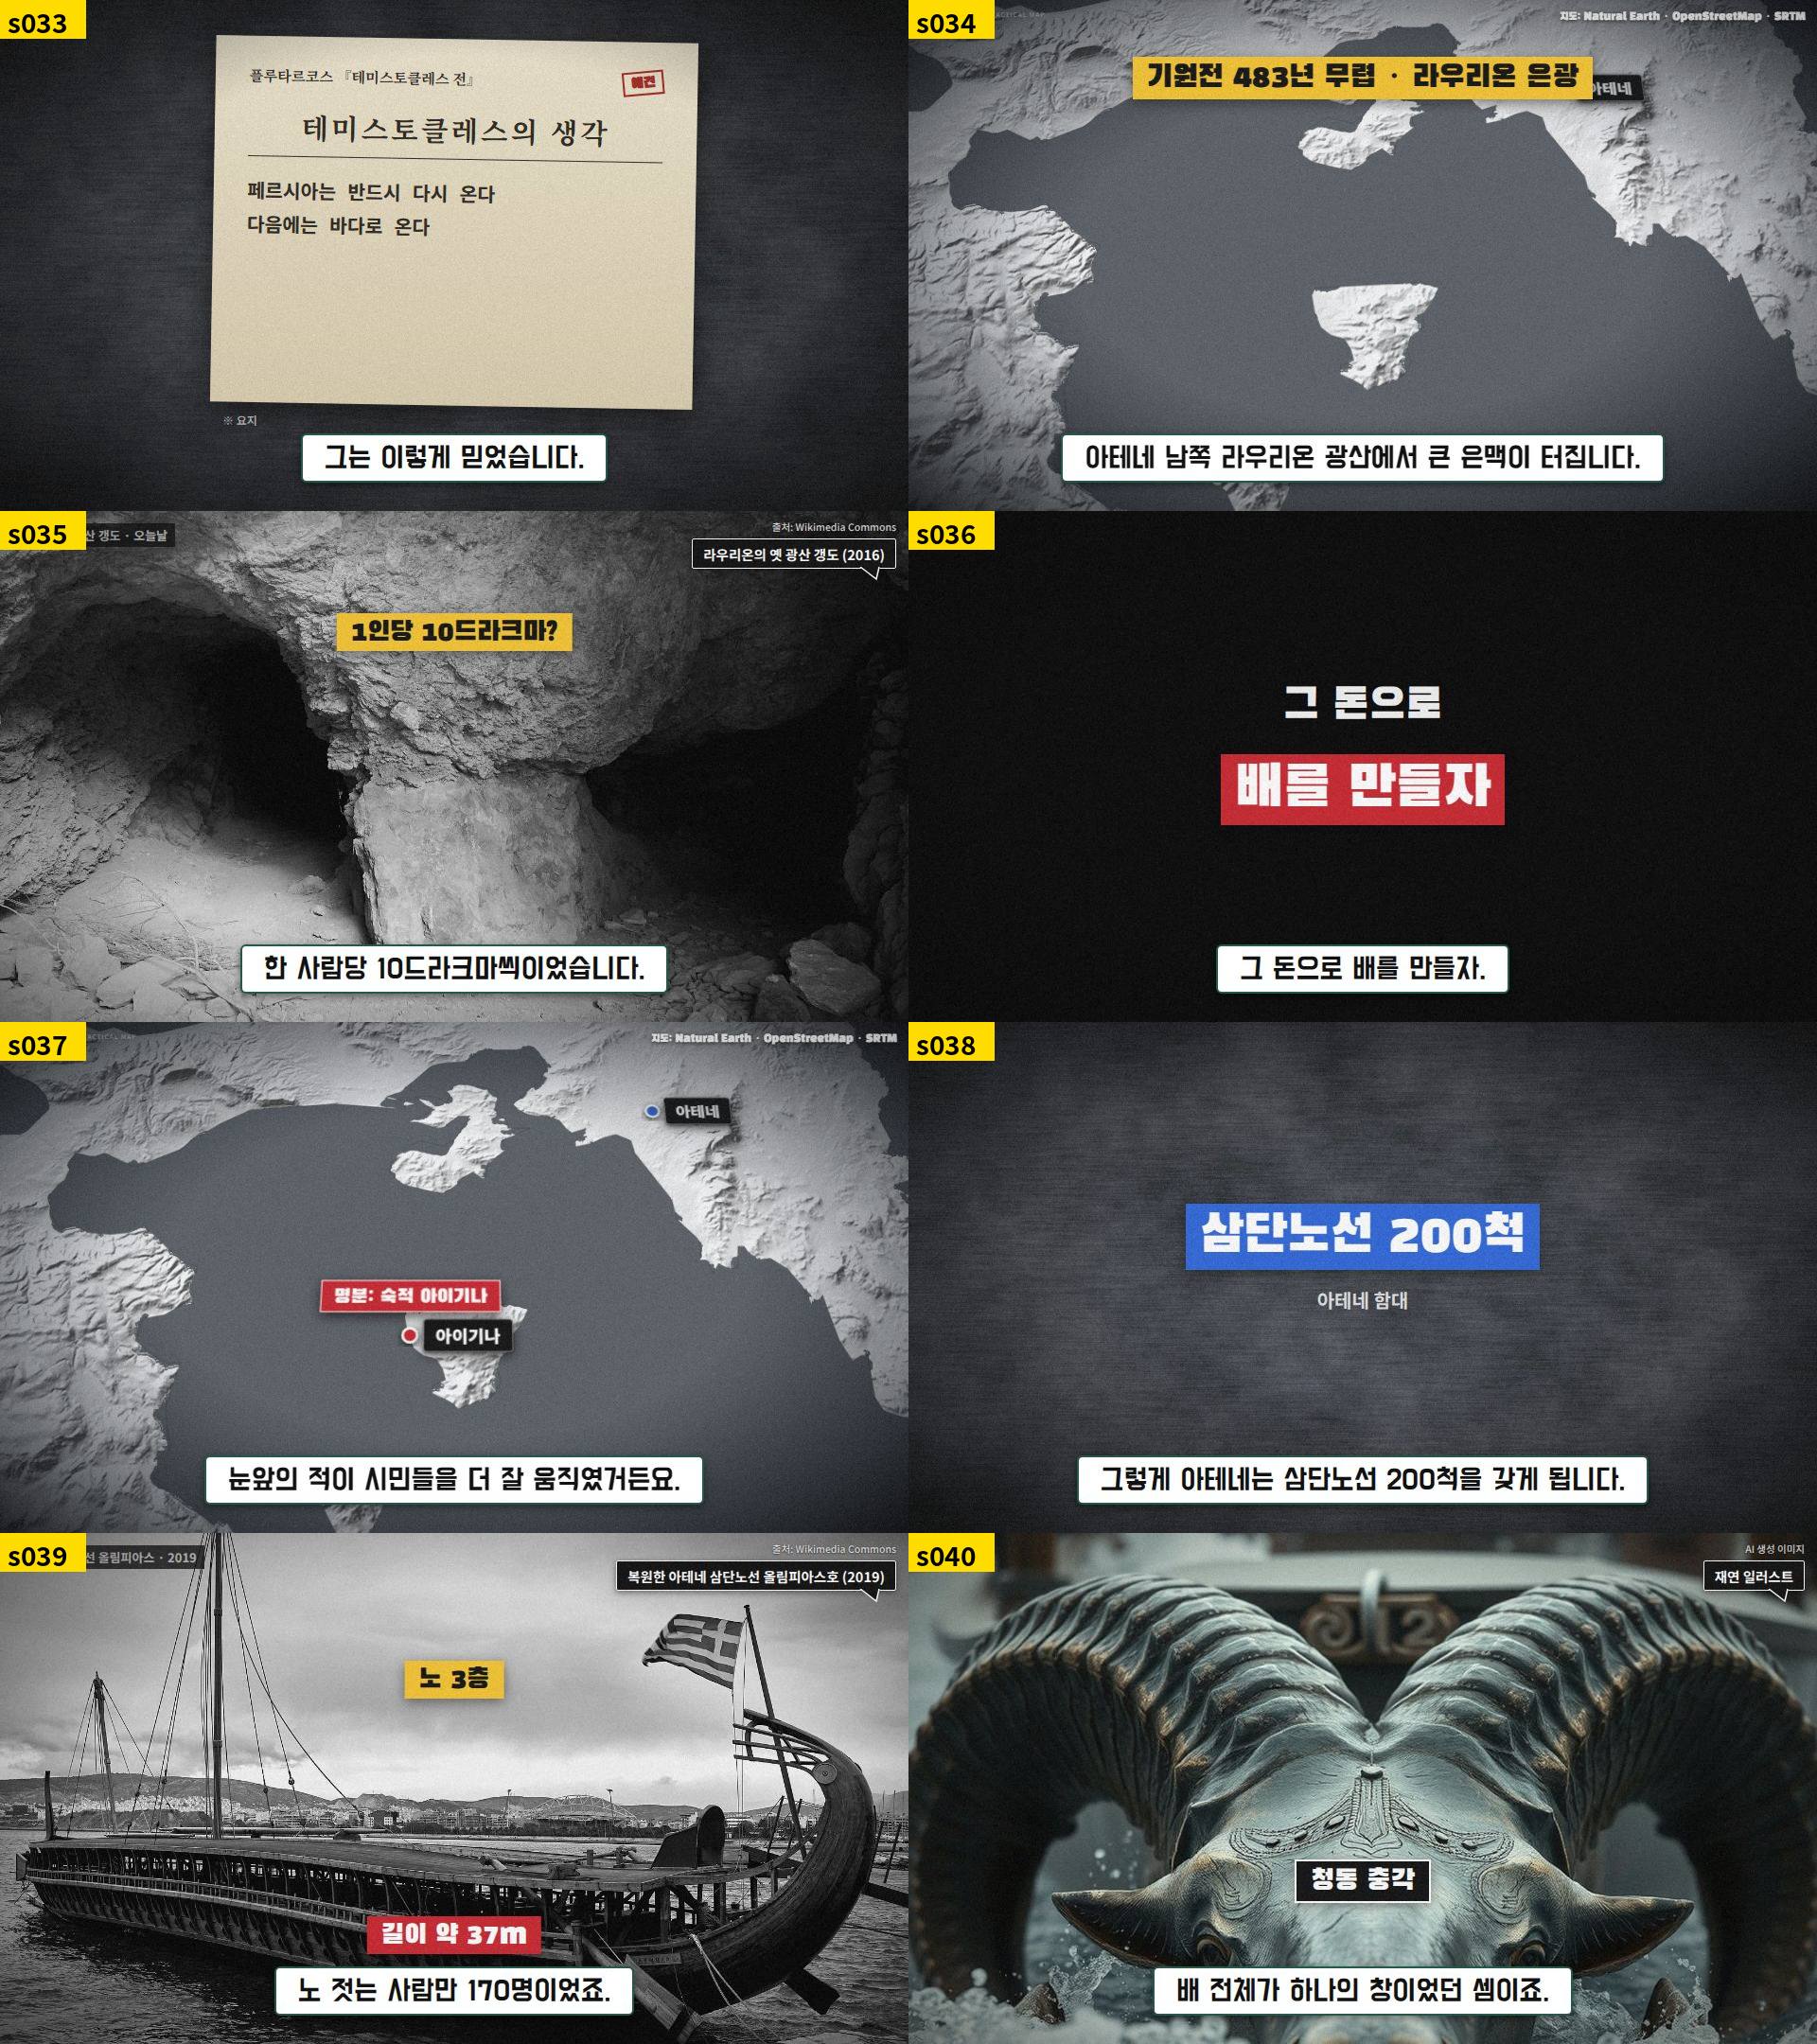 s033
플루타르코스 『테미스토클레스 전』
예견
테미스토클레스의 생각
페르시아는 반드시 다시 온다
다음에는 바다로 온다
※ 요지
그는 이렇게 믿었습니다.
s034
지도: Natural Earth · OpenStreetMap · SRTM
기원전 483년 무렵 · 라우리온 은광
아테네
아테네 남쪽 라우리온 광산에서 큰 은맥이 터집니다.
s035
산 갱도 · 오늘날
출처: Wikimedia Commons
라우리온의 옛 광산 갱도 (2016)
1인당 10드라크마?
한 사람당 10드라크마씩이었습니다.
s036
그 돈으로
배를 만들자
그 돈으로 배를 만들자.
s037
TACTICAL MAP
지도: Natural Earth · OpenStreetMap · SRTM
아테네
명분: 숙적 아이기나
아이기나
눈앞의 적이 시민들을 더 잘 움직였거든요.
s038
삼단노선 200척
아테네 함대
그렇게 아테네는 삼단노선 200척을 갖게 됩니다.
s039
선 올림피아스 · 2019
출처: Wikimedia Commons
복원한 아테네 삼단노선 올림피아스호 (2019)
노 3층
길이 약 37m
노 젓는 사람만 170명이었죠.
s040
AI 생성 이미지
재연 일러스트
청동 충각
배 전체가 하나의 창이었던 셈이죠.